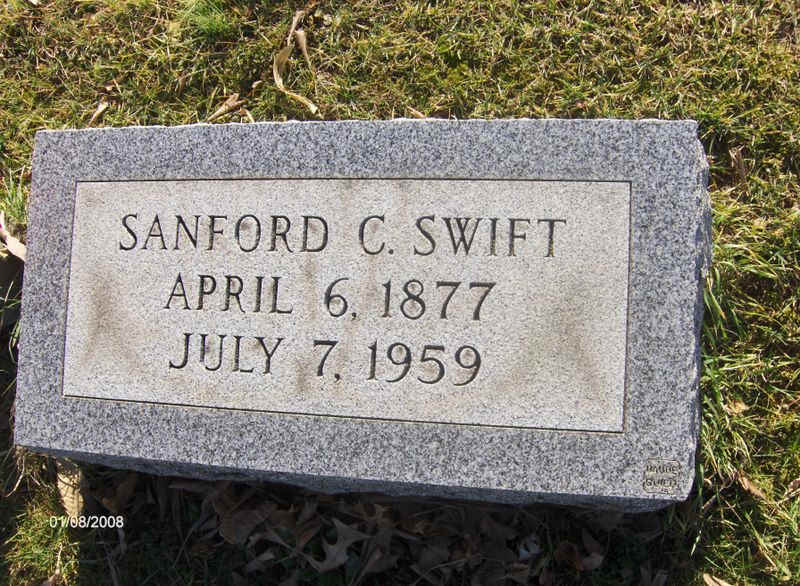 SANFORD C. SWIFT
APRIL 6, 1877
JULY 7, 1959
01/08/2008